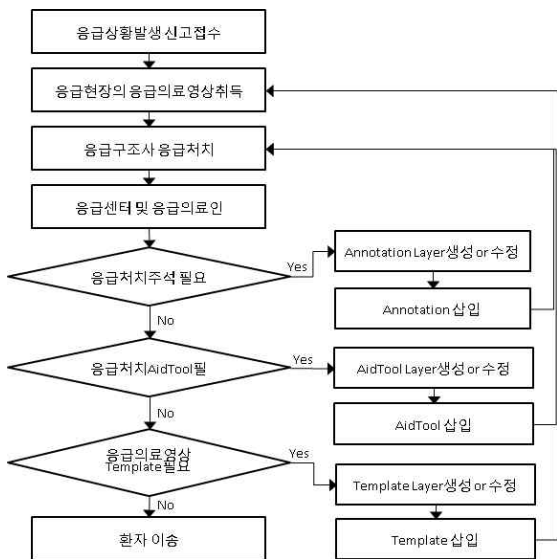 응급상황발생 신고접수
응급현장의 응급의료영상취득
응급구조사 응급처치
응급센터 및 응급의료인
응급처치주석 필요
Yes
Annotation Layer생성 or 수정
Annotation 삽입
No
응급처치AidTool필
Yes
AidTool Layer생성 or 수정
AidTool 삽입
No
응급의료영상
Template필요
Yes
Template Layer생성 or 수정
Template 삽입
No
환자 이송